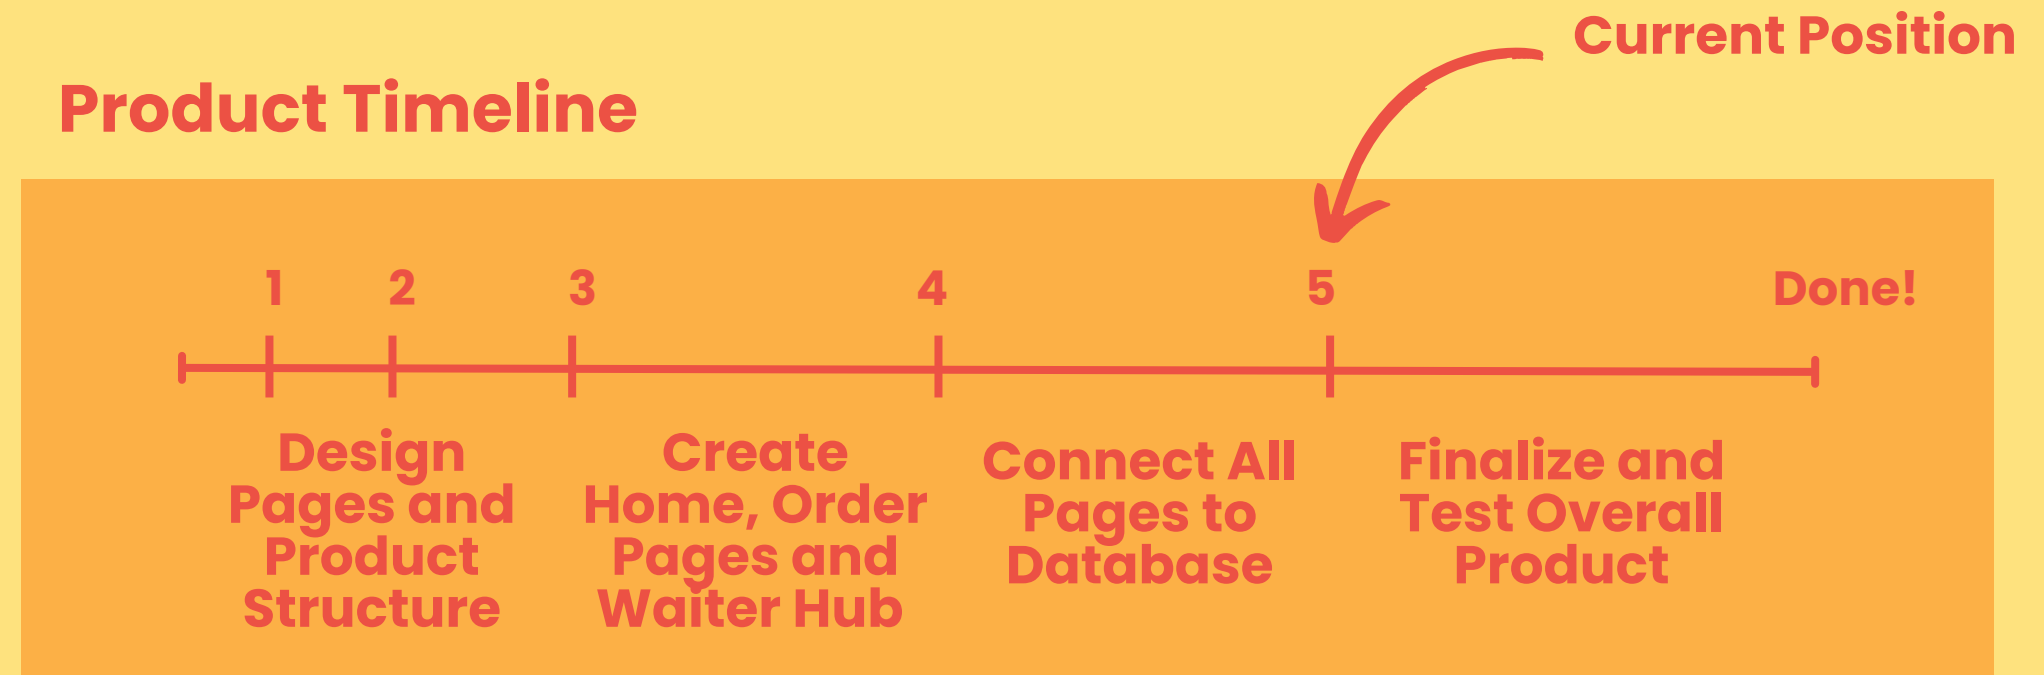 Current Position
Product Timeline
1 2 3 4 5 Done!
Design
Pages and
Product
Structure
Create
Home, Order
Pages and
Waiter Hub
Connect All
Pages to
Database
Finalize and
Test Overall
Product